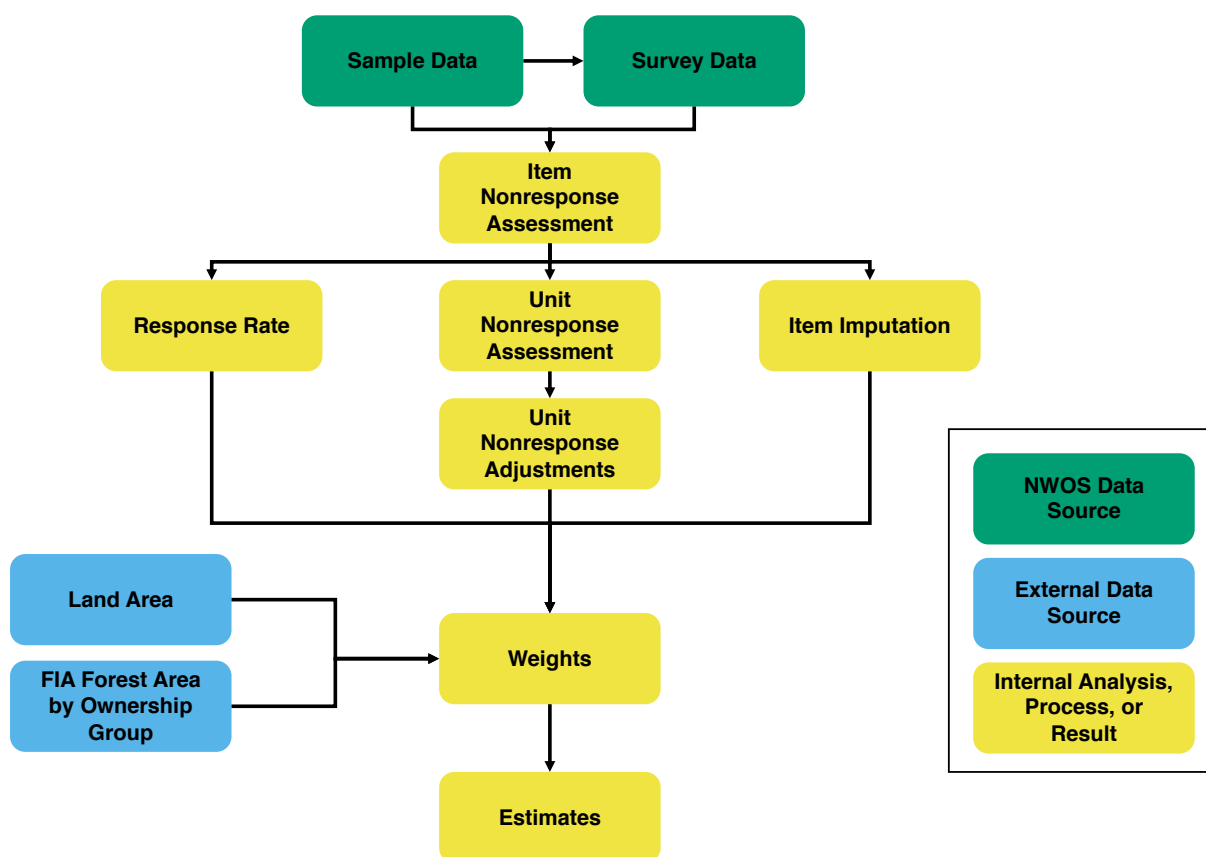 Sample Data
Survey Data
Item
Nonresponse
Assessment
Response Rate
Unit
Nonresponse
Assessment
Item Imputation
Unit
Nonresponse
Adjustments
Land Area
FIA Forest Area
by Ownership
Group
Weights
Estimates
NWOS Data
Source
External Data
Source
Internal Analysis,
Process, or
Result